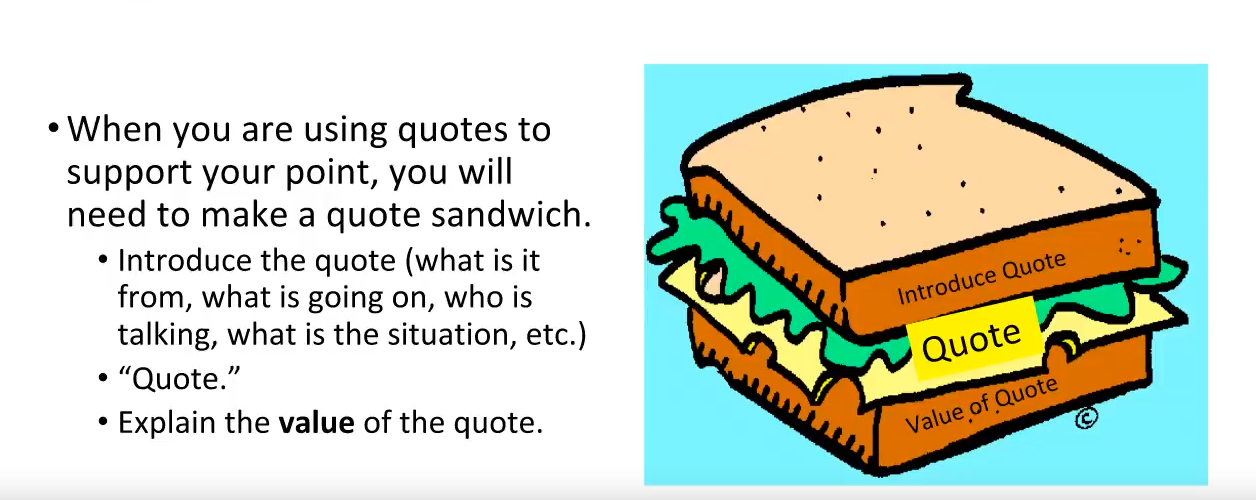 • When you are using quotes to
support your point, you will
need to make a quote sandwich.
• Introduce the quote (what is it
from, what is going on, who is
talking, what is the situation, etc.)
• “Quote.”
• Explain the value of the quote.
Introduce Quote
Quote
Value of Quote
©